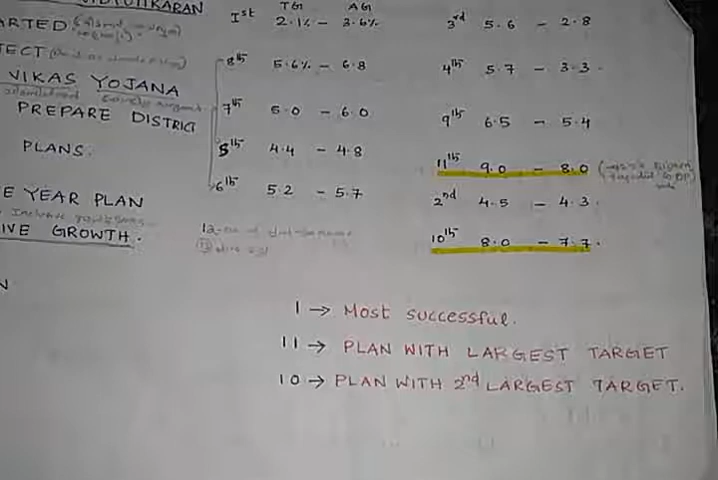 VIDYUTIKARAN
ARTED
JECT
VIKAS YOJANA
PREPARE DISTRICT
PLANS.
E YEAR PLAN
IVE GROWTH.
N
TG AG
Ist 2.1% - 3.6%
8th 5.6% - 6.8
7th 5.0 - 6.0
5th 4.4 - 4.8
6th 5.2 - 5.7
3rd 5.6 - 2.8
4th 5.7 - 3.3
9th 6.5 - 5.4
11th 9.0 - 8.0
2nd 4.5 - 4.3
10th 8.0 - 7.7.
1 → Most successful.
11 → PLAN WITH LARGEST TARGET
10 → PLAN WITH 2nd LARGEST TARGET.